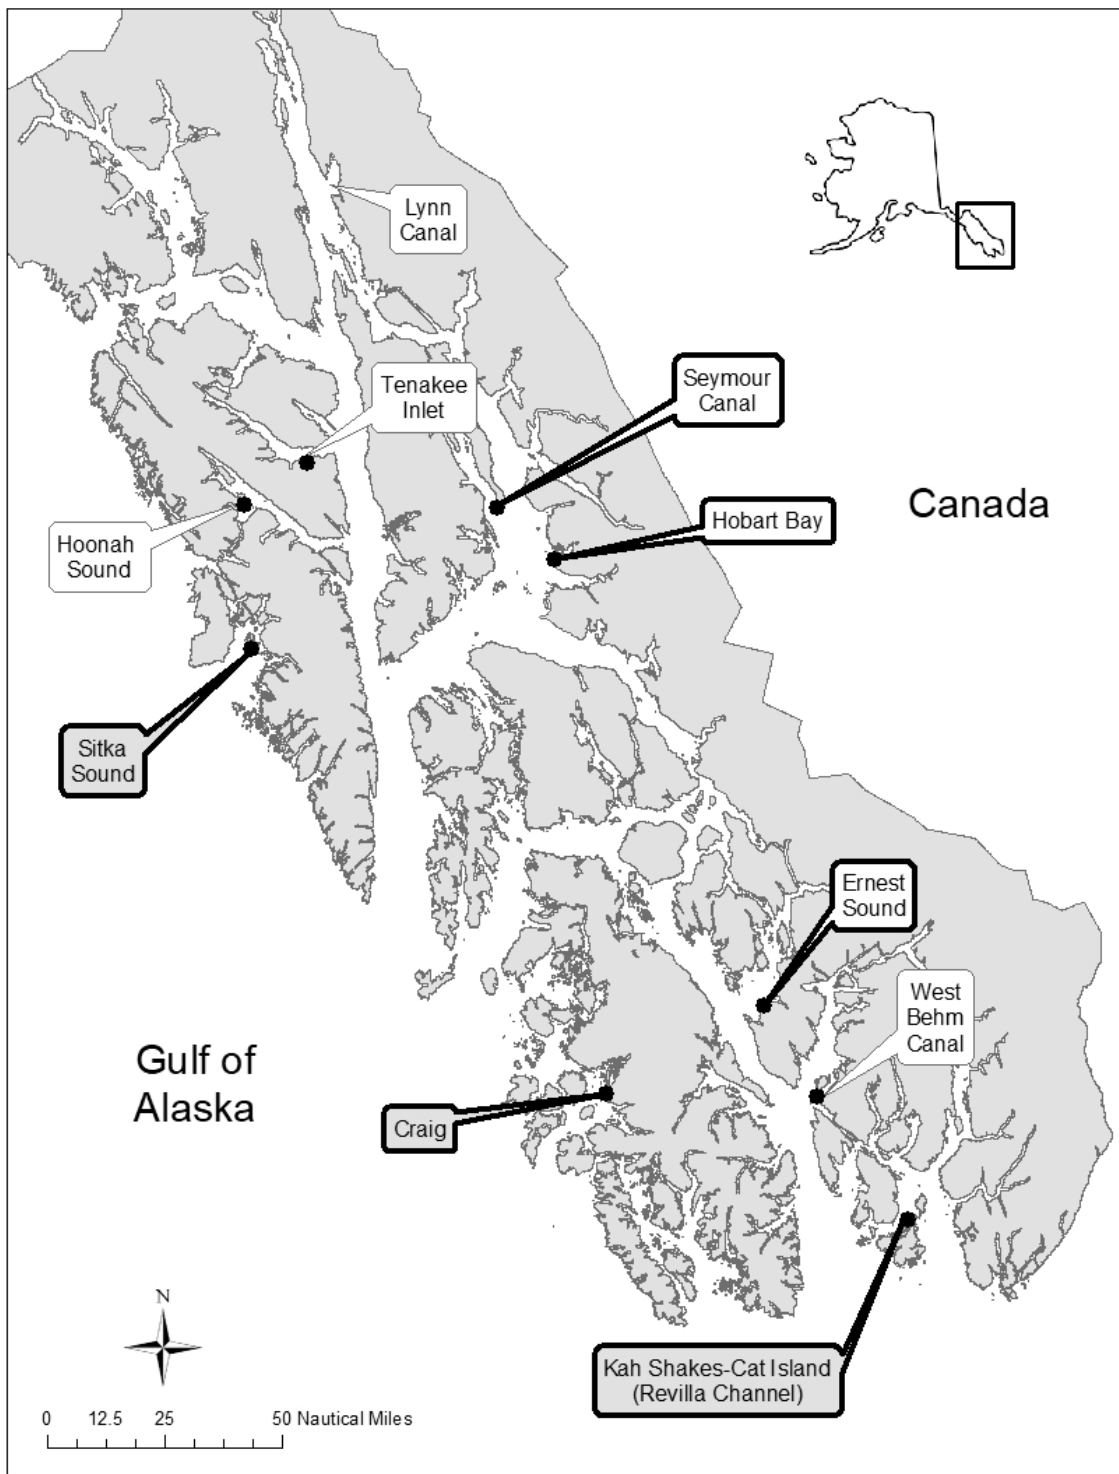 Lynn
Canal
Tenakee
Inlet
Seymour
Canal
Canada
Hobart Bay
Hoonah
Sound
Sitka
Sound
Ernest
Sound
West
Behm
Canal
Gulf of
Alaska
Craig
Kah Shakes-Cat Island
(Revilla Channel)
N
0 12.5 25 50 Nautical Miles